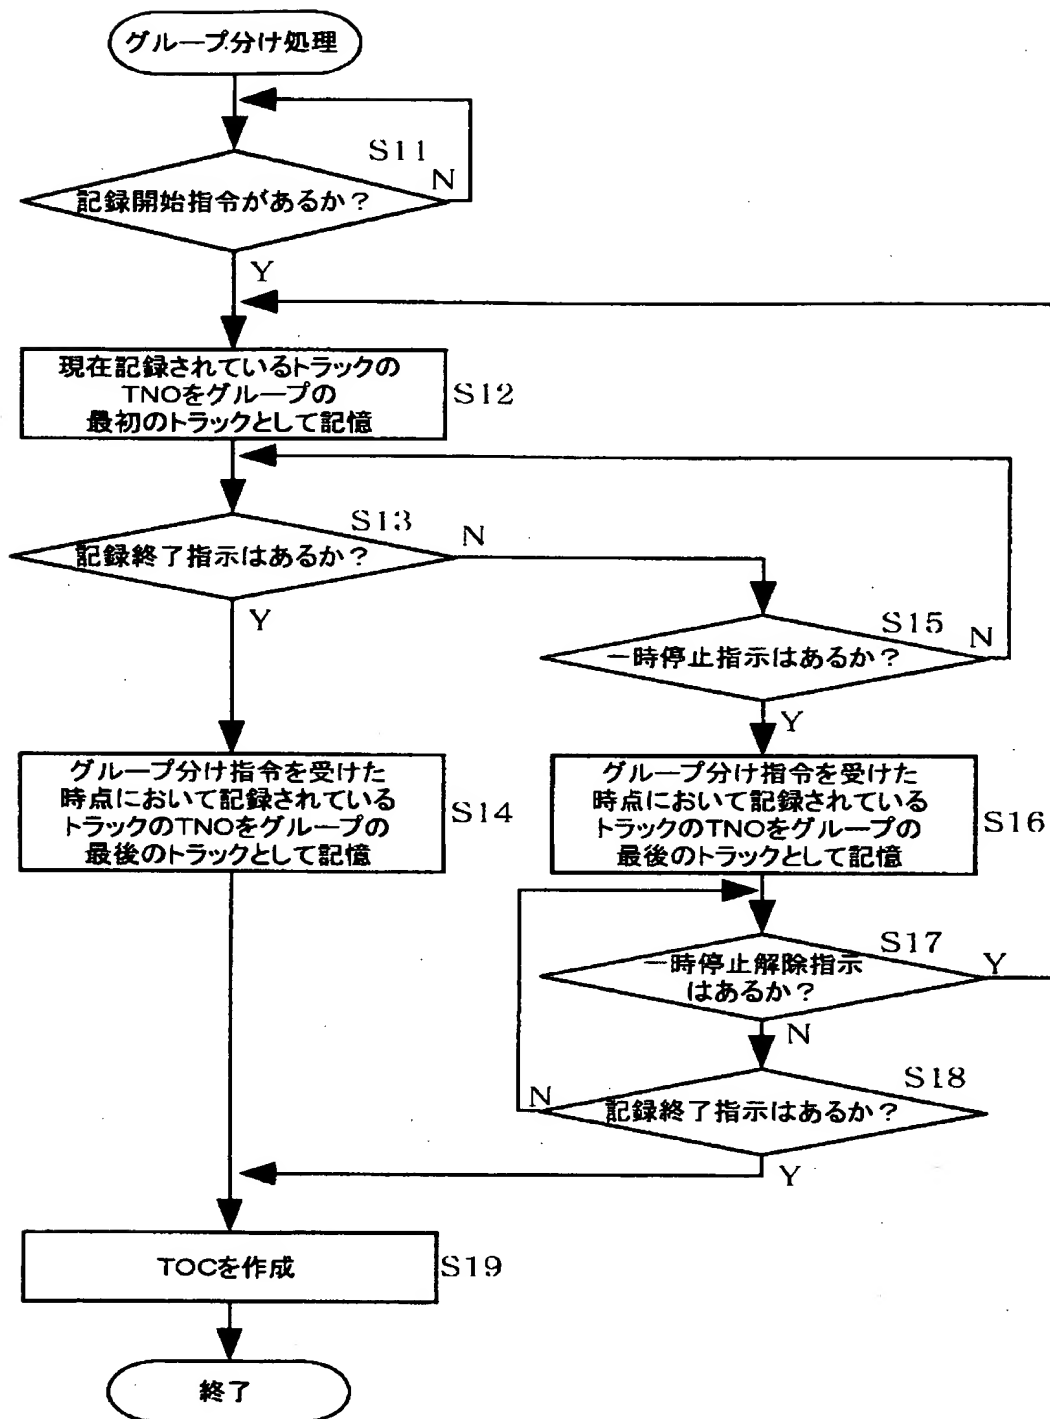 グループ分け処理
S11
N
記録開始指令があるか？
Y
現在記録されているトラックの
TNOをグループの
最初のトラックとして記憶
S12
S13
N
記録終了指示はあるか？
Y
S15
N
一時停止指示はあるか？
Y
グループ分け指令を受けた
時点において記録されている
トラックのTNOをグループの
最後のトラックとして記憶
S14
グループ分け指令を受けた
時点において記録されている
トラックのTNOをグループの
最後のトラックとして記憶
S16
S17
Y
一時停止解除指示
はあるか？
N
S18
N
記録終了指示はあるか？
Y
TOCを作成
S19
終了